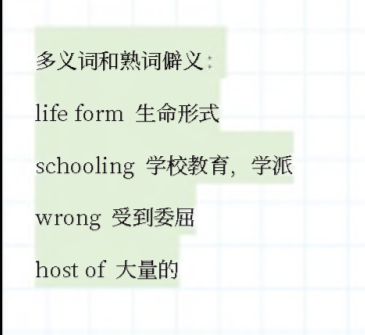 多义词和熟词僻义：
life form 生命形式
schooling 学校教育，学派
wrong 受到委屈
host of 大量的